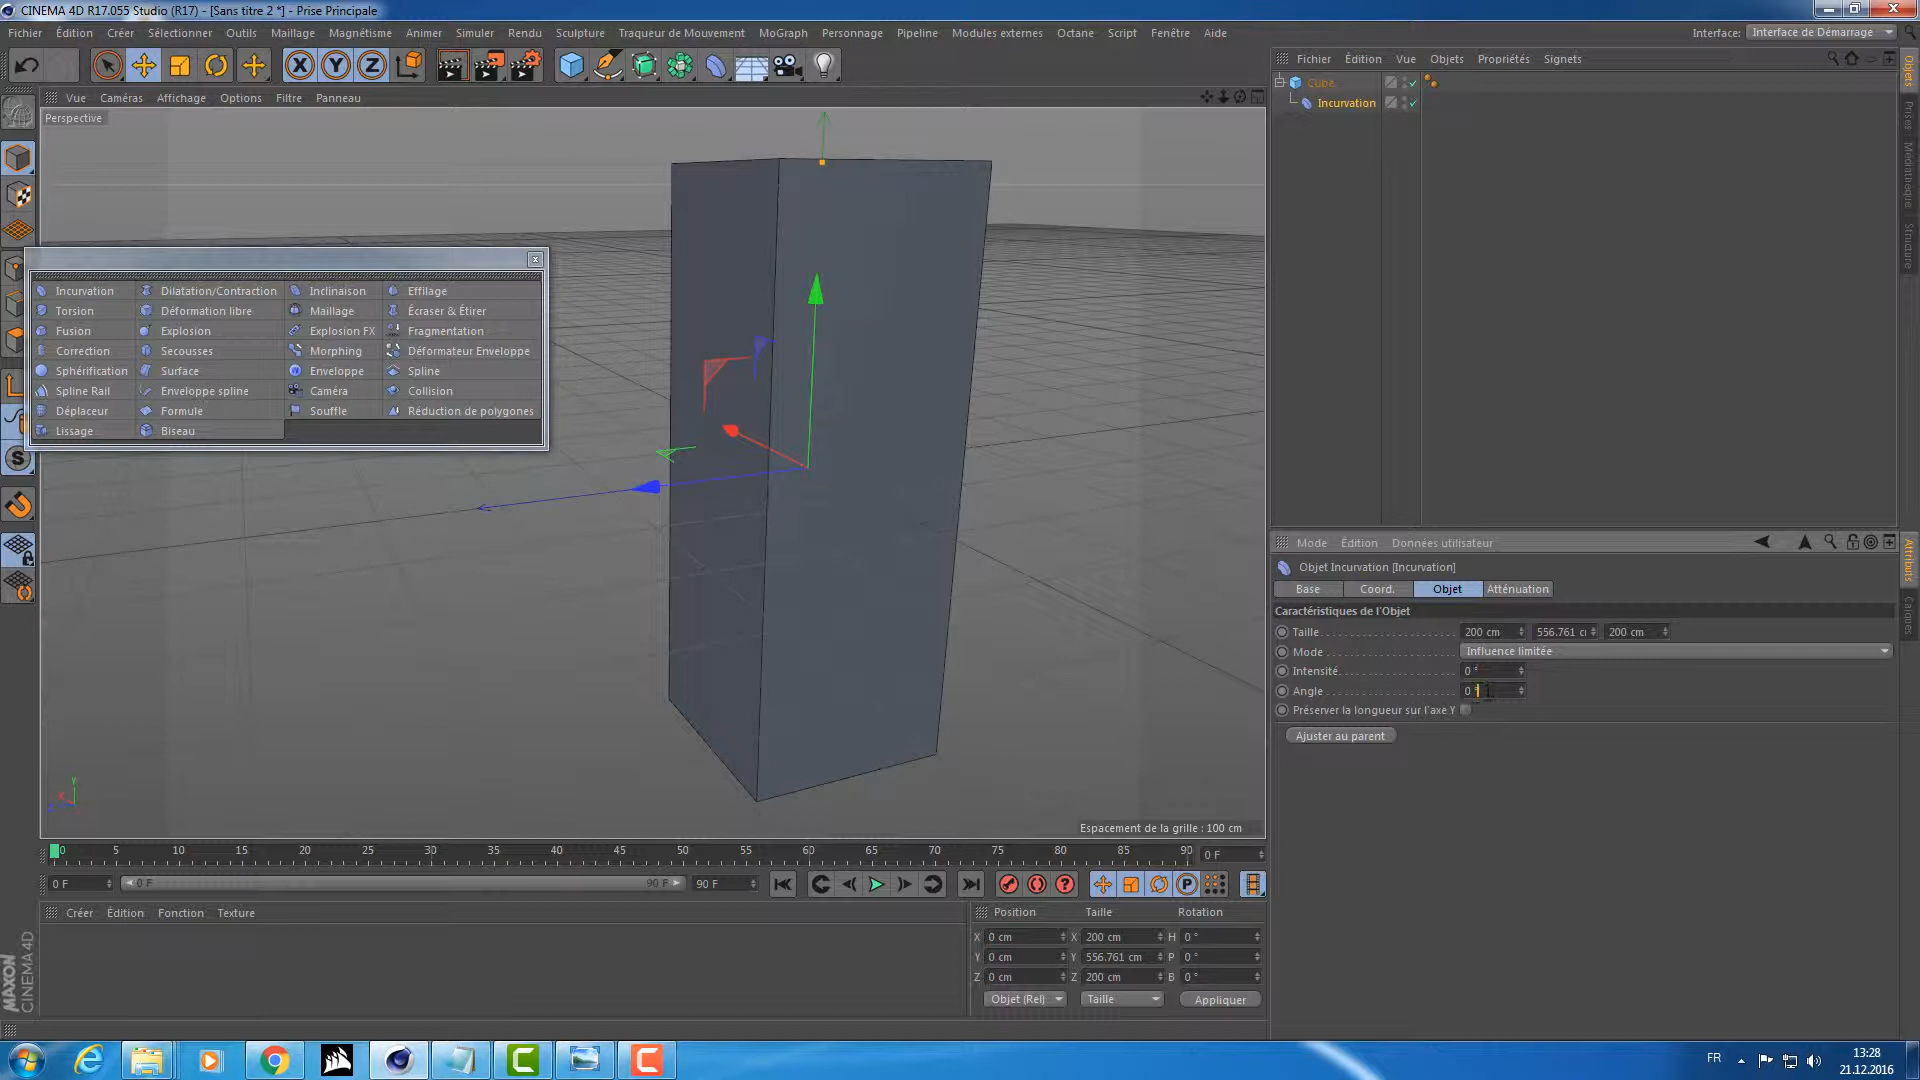 CINEMA 4D R17.055 Studio (R17) - [Sans titre 2 *] - Prise Principale
Fichier Édition Créer Sélectionner Outils Maillage Magnétisme Animer Simuler Rendu Sculpture Traqueur de Mouvement MoGraph Personnage Pipeline Modules externes Octane Script Fenêtre Aide
Interface: Interface de Démarrage
X Y Z
Fichier Édition Vue Objets Propriétés Signets
Cube
Incurvation
Objets
Prises
Médiathèque
Structure
Vue Caméras Affichage Options Filtre Panneau
Perspective
Incurvation Dilatation/Contraction Inclinaison Effilage
Torsion Déformation libre Maillage Écraser & Étirer
Fusion Explosion Explosion FX Fragmentation
Correction Secousses Morphing Déformateur Enveloppe
Sphérification Surface Enveloppe Spline
Spline Rail Enveloppe spline Caméra Collision
Déplaceur Formule Souffle Réduction de polygones
Lissage Biseau
Y
X
Espacement de la grille : 100 cm
Mode Édition Données utilisateur
Attributs
Calques
Objet Incurvation [Incurvation]
Base Coord. Objet Atténuation
Caractéristiques de l'Objet
Taille 200 cm 556.761 c 200 cm
Mode Influence limitée
Intensité 0 °
Angle 0 °
Préserver la longueur sur l'axe Y
Ajuster au parent
0 5 10 15 20 25 30 35 40 45 50 55 60 65 70 75 80 85 90 0 F
0 F 0 F 90 F 90 F
Créer Édition Fonction Texture
Position Taille Rotation
X 0 cm X 200 cm H 0 °
Y 0 cm Y 556.761 cm P 0 °
Z 0 cm Z 200 cm B 0 °
Objet (Rel) Taille Appliquer
MAXON
CINEMA 4D
FR
13:28
21.12.2016